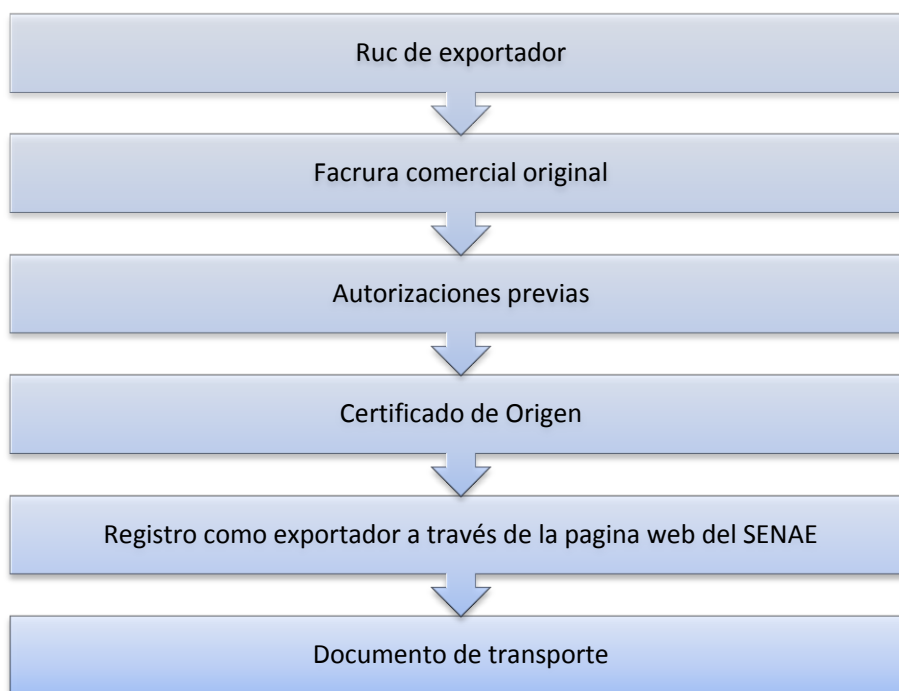 Ruc de exportador
Facrura comercial original
Autorizaciones previas
Certificado de Origen
Registro como exportador a través de la pagina web del SENAE
Documento de transporte